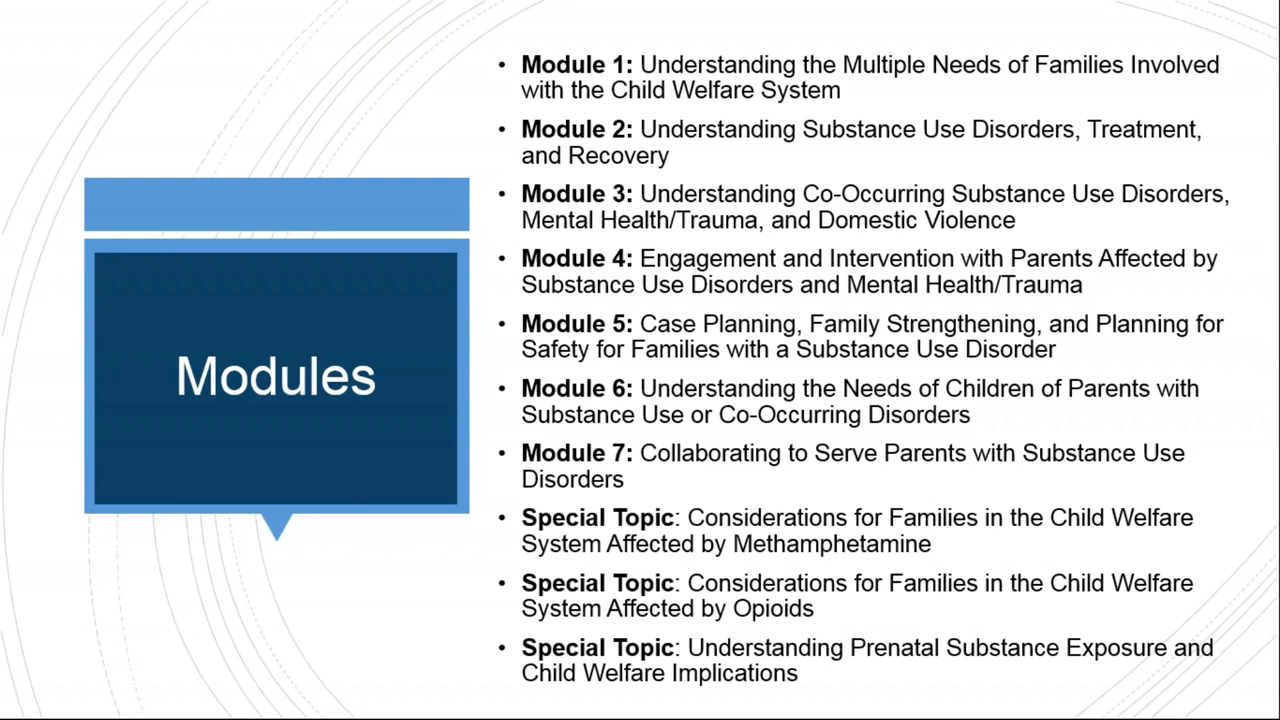 Modules
• Module 1: Understanding the Multiple Needs of Families Involved
with the Child Welfare System
• Module 2: Understanding Substance Use Disorders, Treatment,
and Recovery
• Module 3: Understanding Co-Occurring Substance Use Disorders,
Mental Health/Trauma, and Domestic Violence
• Module 4: Engagement and Intervention with Parents Affected by
Substance Use Disorders and Mental Health/Trauma
• Module 5: Case Planning, Family Strengthening, and Planning for
Safety for Families with a Substance Use Disorder
• Module 6: Understanding the Needs of Children of Parents with
Substance Use or Co-Occurring Disorders
• Module 7: Collaborating to Serve Parents with Substance Use
Disorders
• Special Topic: Considerations for Families in the Child Welfare
System Affected by Methamphetamine
• Special Topic: Considerations for Families in the Child Welfare
System Affected by Opioids
• Special Topic: Understanding Prenatal Substance Exposure and
Child Welfare Implications